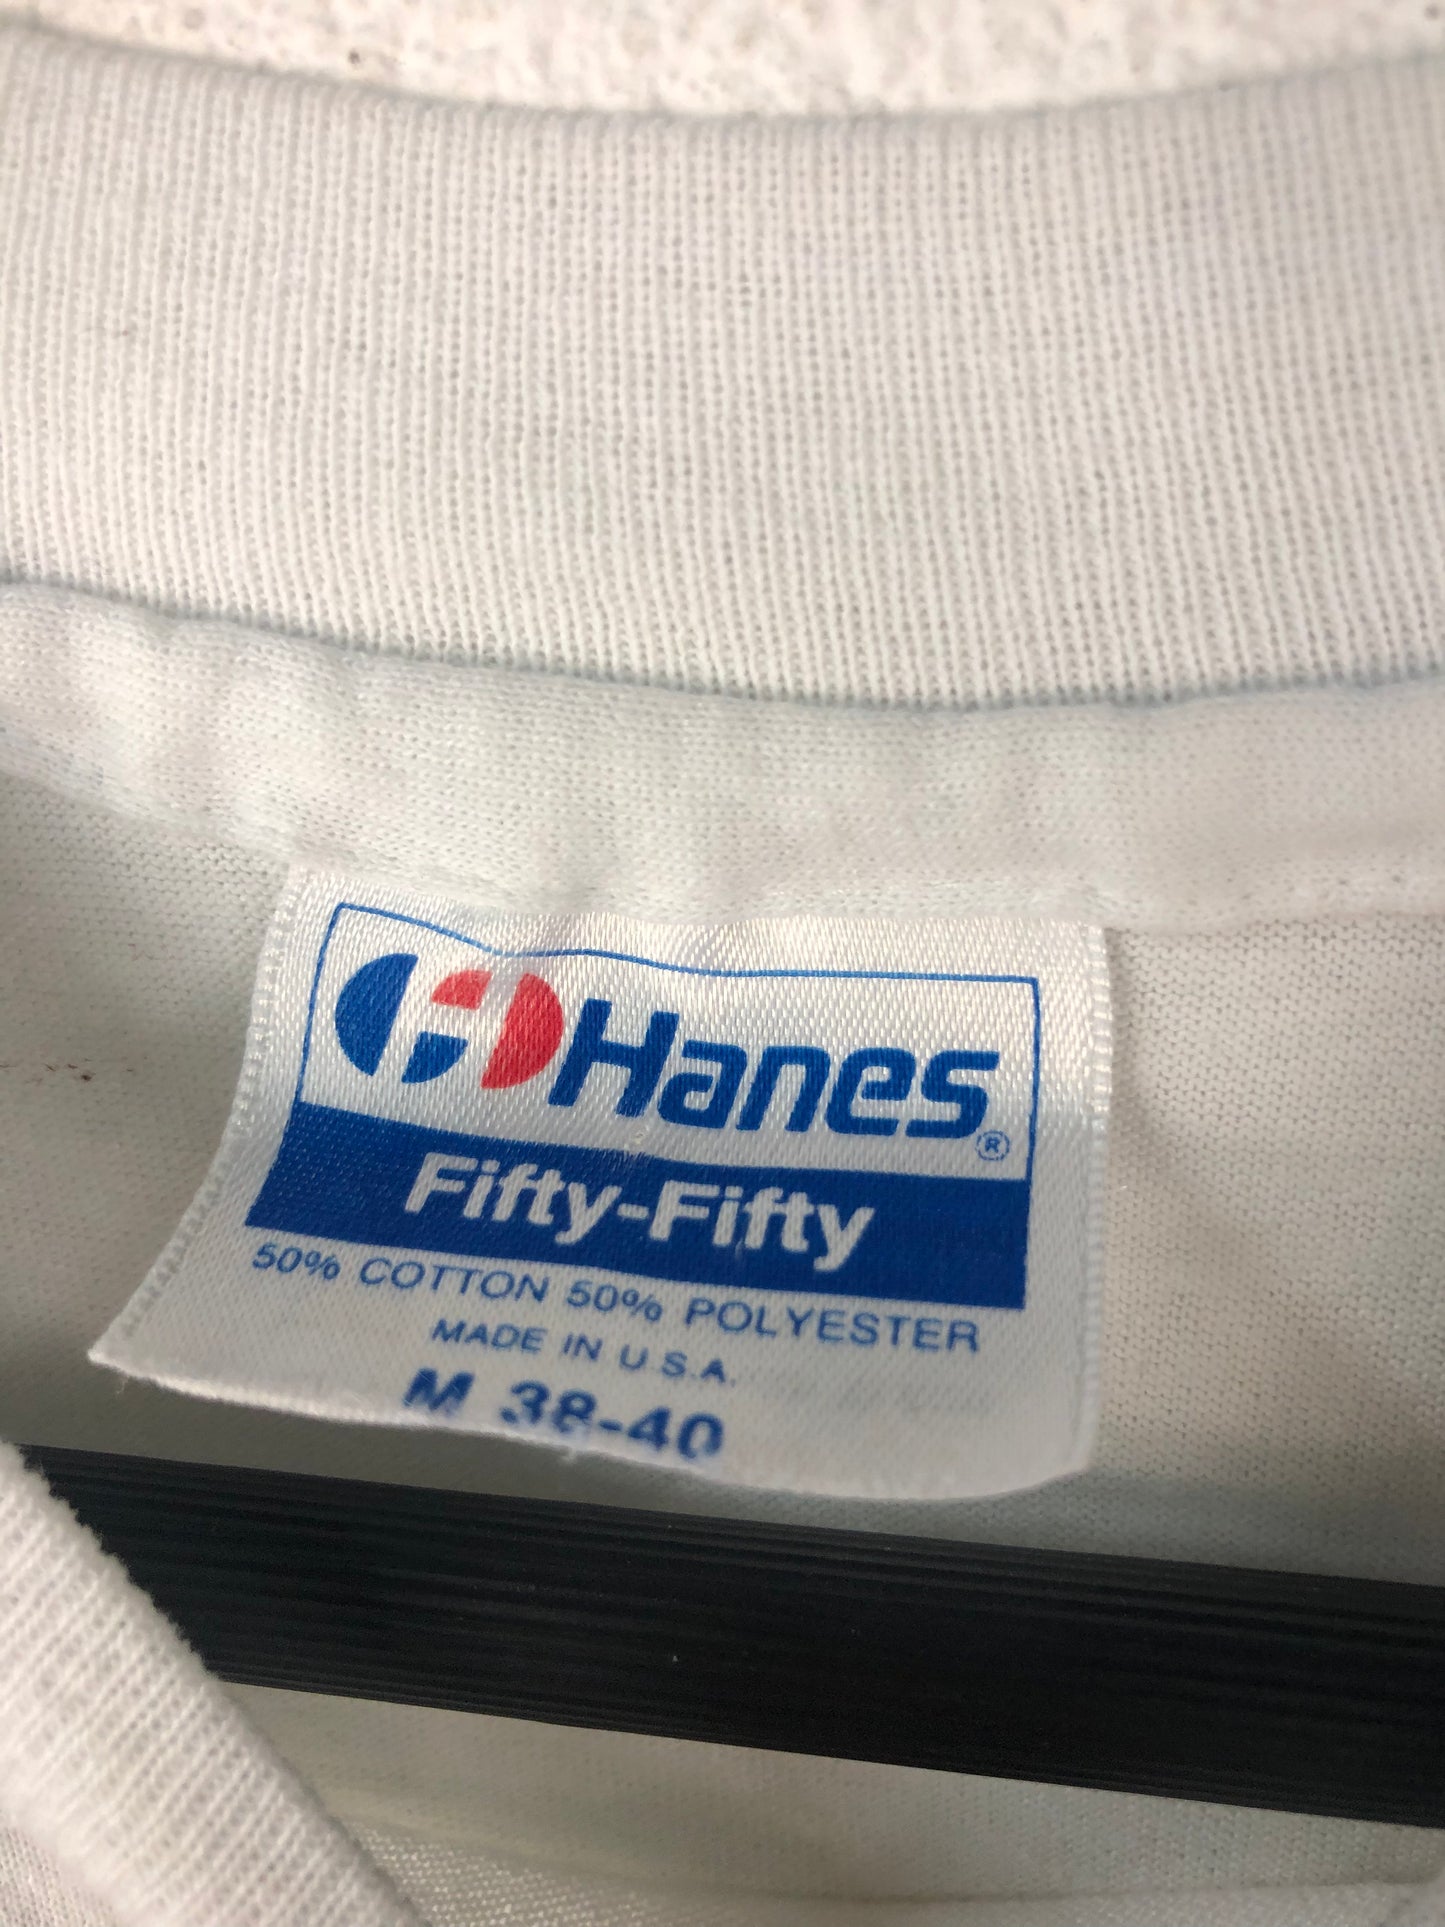 Hanes®
Fifty-Fifty
50% COTTON 50% POLYESTER
MADE IN U.S.A.
M 38-40